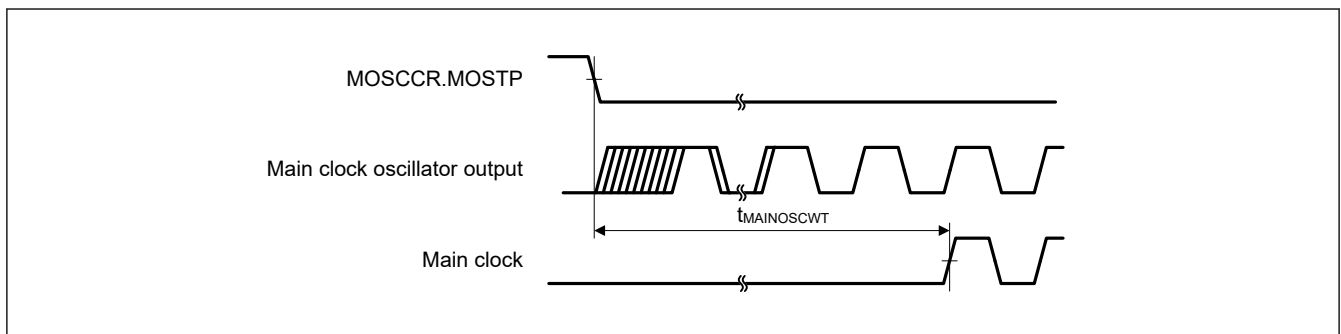 MOSCCR.MOSTP
Main clock oscillator output
tMAINOSCWT
Main clock